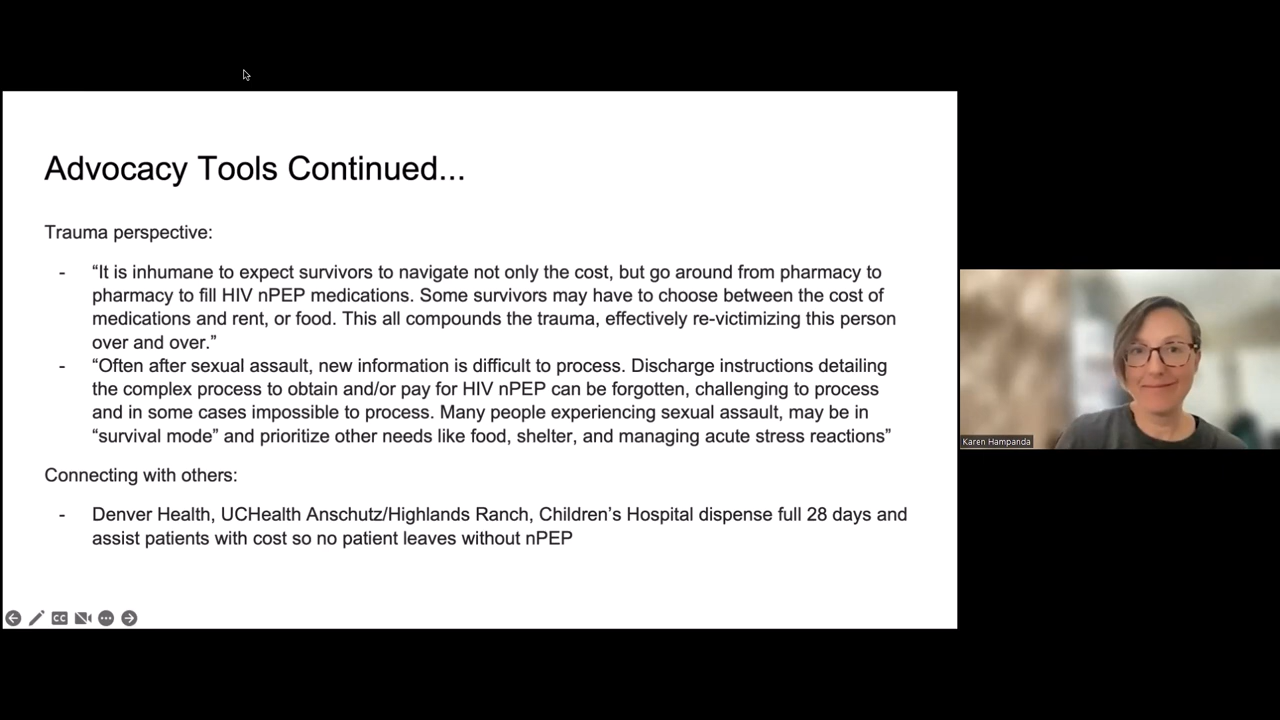 Advocacy Tools Continued...
Trauma perspective:
- “It is inhumane to expect survivors to navigate not only the cost, but go around from pharmacy to
pharmacy to fill HIV nPEP medications. Some survivors may have to choose between the cost of
medications and rent, or food. This all compounds the trauma, effectively re-victimizing this person
over and over.”
- “Often after sexual assault, new information is difficult to process. Discharge instructions detailing
the complex process to obtain and/or pay for HIV nPEP can be forgotten, challenging to process
and in some cases impossible to process. Many people experiencing sexual assault, may be in
“survival mode” and prioritize other needs like food, shelter, and managing acute stress reactions”
Connecting with others:
- Denver Health, UCHealth Anschutz/Highlands Ranch, Children’s Hospital dispense full 28 days and
assist patients with cost so no patient leaves without nPEP
CC
Karen Hampanda